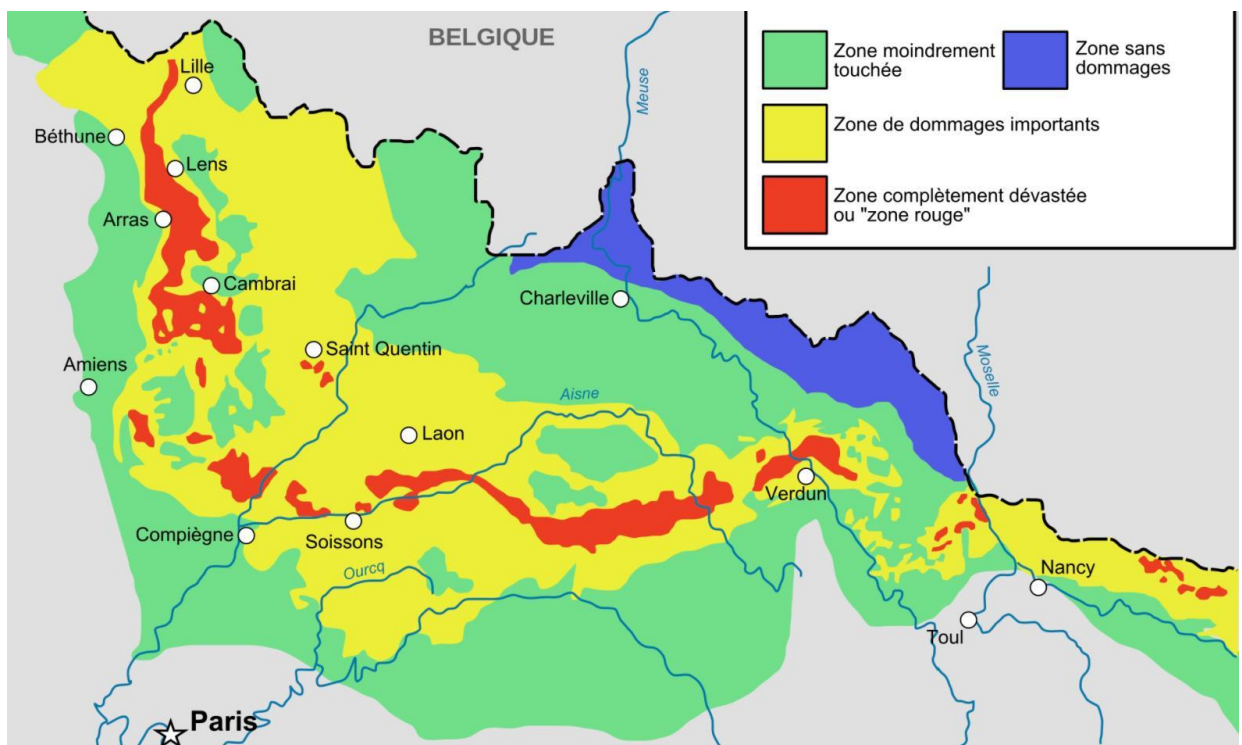 BELGIQUE
Zone moindrement
touchée
Zone sans
dommages
Zone de dommages importants
Zone complètement dévastée
ou "zone rouge"
Lille
Meuse
Béthune
Lens
Arras
Cambrai
Charleville
Saint Quentin
Amiens
Moselle
Aisne
Laon
Verdun
Compiègne
Soissons
Ourcq
Nancy
Toul
Paris